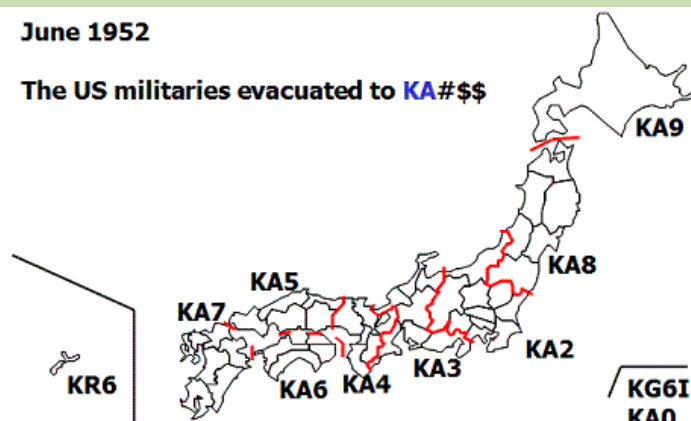 June 1952
The US militaries evacuated to KA#$$
KA9
KA8
KA5
KA7
KA2
KA3
KR6
KA6
KA4
KG6I
KA0